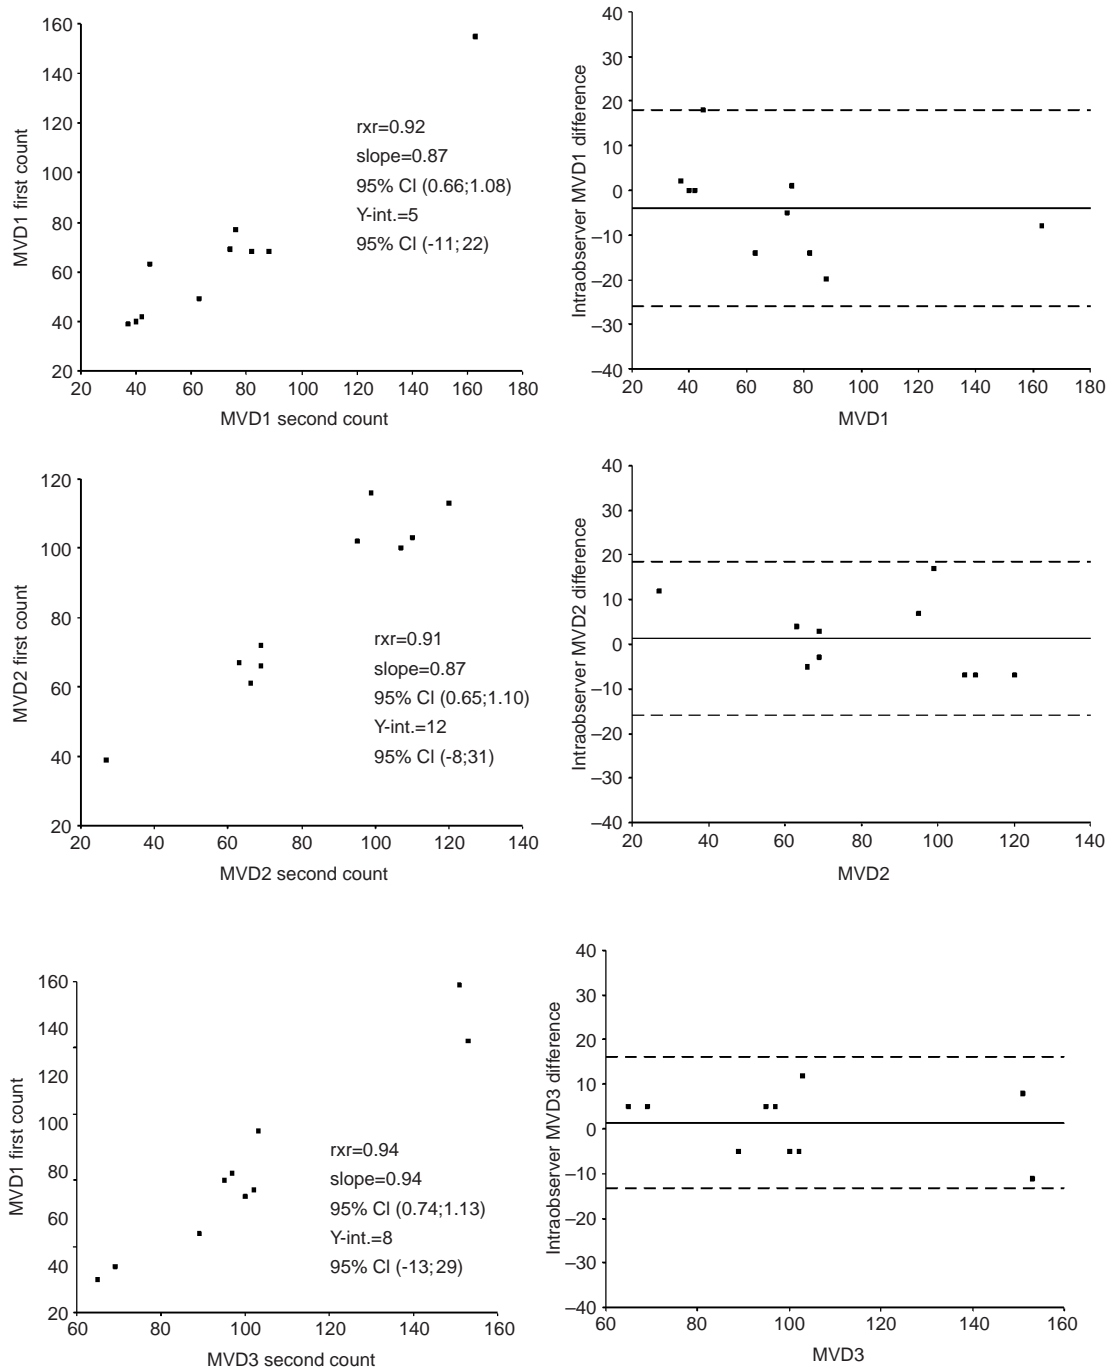 160
140
120
100
80
60
40
20
MVD1 first count
20 40 60 80 100 120 140 160 180
MVD1 second count
rxr=0.92
slope=0.87
95% CI (0.66;1.08)
Y-int.=5
95% CI (-11;22)
40
30
20
10
0
–10
–20
–30
–40
Intraobserver MVD1 difference
20 40 60 80 100 120 140 160 180
MVD1
120
100
80
60
40
20
MVD2 first count
20 40 60 80 100 120 140
MVD2 second count
rxr=0.91
slope=0.87
95% CI (0.65;1.10)
Y-int.=12
95% CI (-8;31)
40
30
20
10
0
–10
–20
–30
–40
Intraobserver MVD2 difference
20 40 60 80 100 120 140
MVD2
160
140
120
100
80
60
40
20
MVD1 first count
60 80 100 120 140 160
MVD3 second count
rxr=0.94
slope=0.94
95% CI (0.74;1.13)
Y-int.=8
95% CI (-13;29)
40
30
20
10
0
–10
–20
–30
–40
Intraobserver MVD3 difference
60 80 100 120 140 160
MVD3